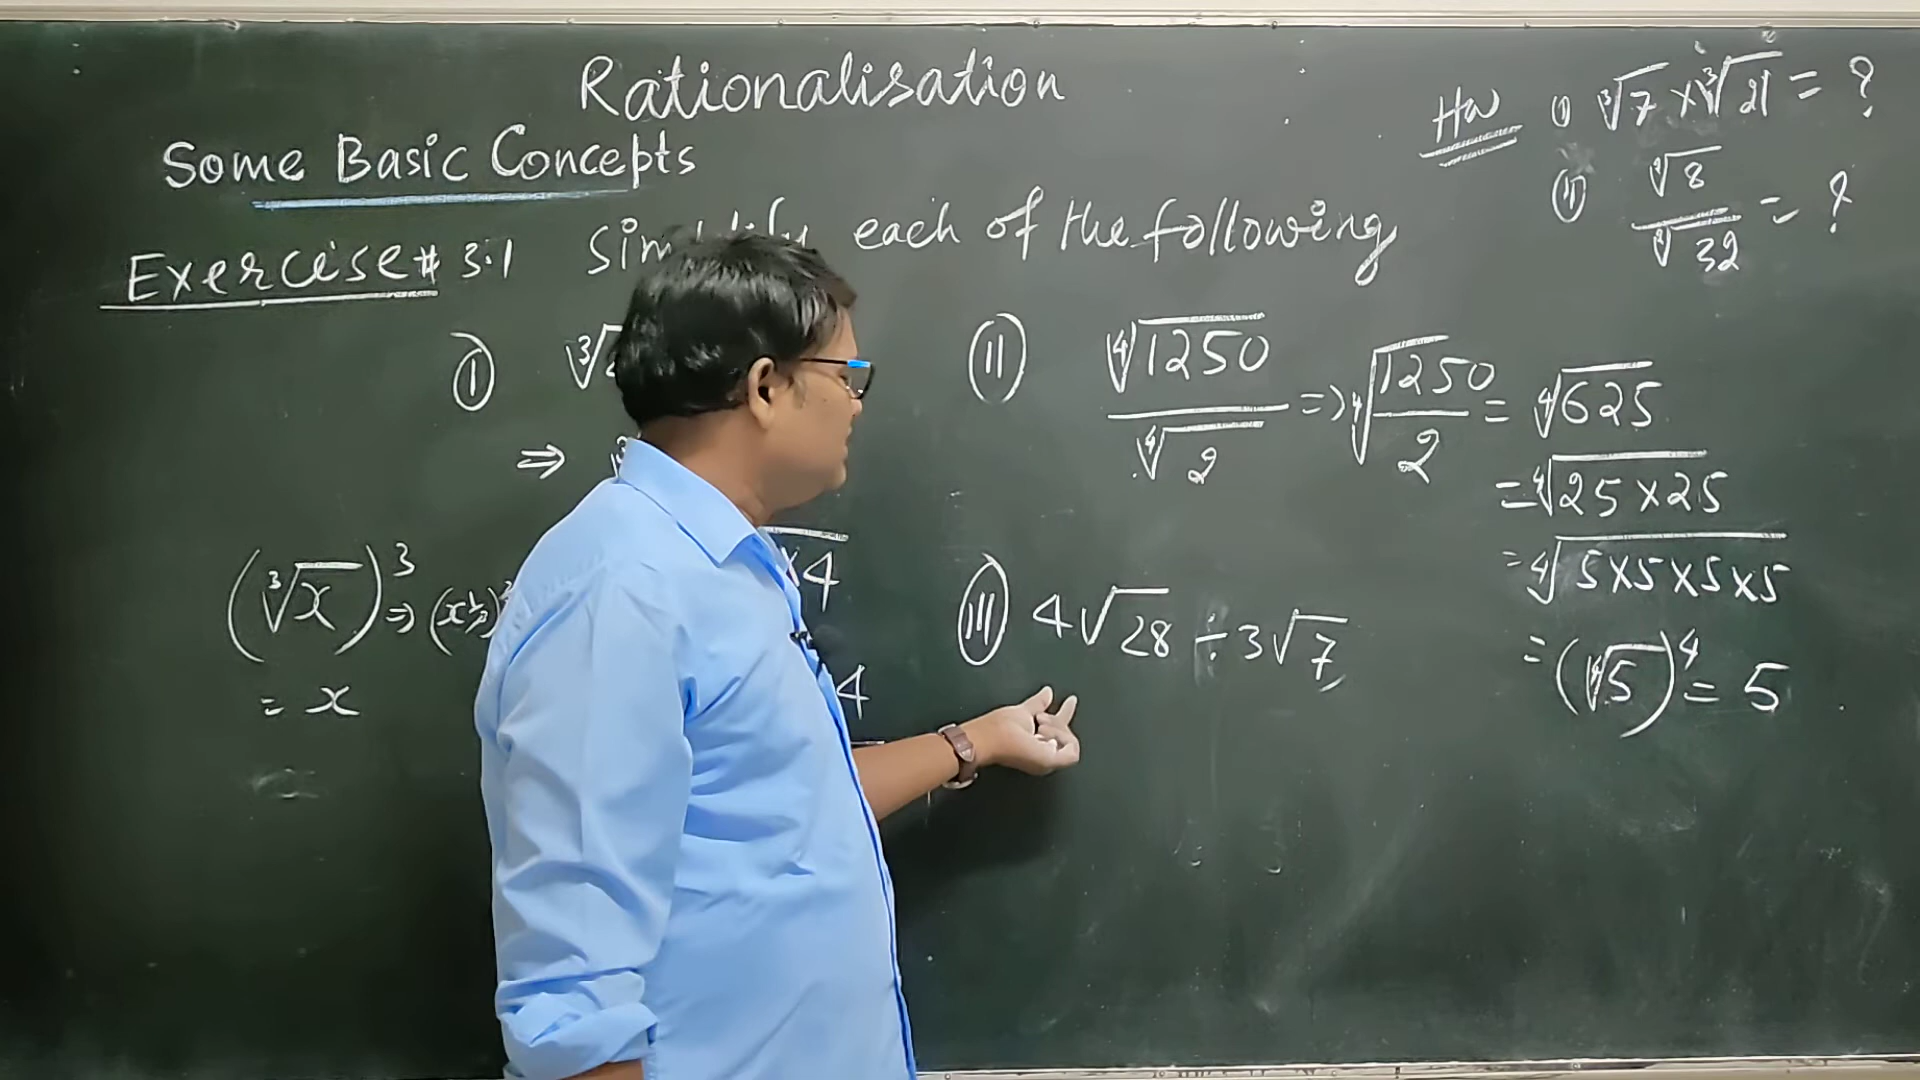 Rationalisation
Some Basic Concepts
Exercise # 3.1 each of the following
HW (i) ∛7 × ∛21 = ?
(ii) ∜8 / ∜32 = ?
(I) ∛
⇒
×4
4
(∛x)³ ⇒
= x
(II) ∜1250 / ∜2 ⇒ ∜(1250/2) = ∜625
= ∜25×25
= ∜5×5×5×5
= (∜5)⁴ = 5
(III) 4√28 ÷ 3√7